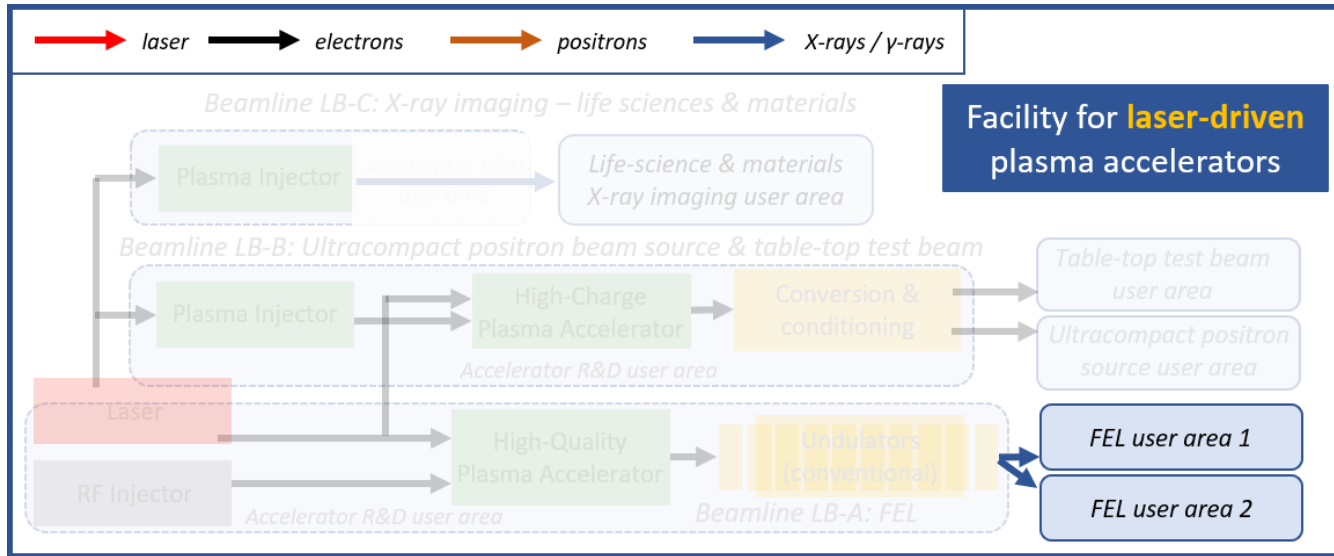 laser electrons positrons X-rays / γ-rays
Beamline LB-C: X-ray imaging – life sciences & materials
Facility for laser-driven
plasma accelerators
Plasma Injector
Accelerator R&D
user area
Life-science & materials
X-ray imaging user area
Beamline LB-B: Ultracompact positron beam source & table-top test beam
Plasma Injector
High-Charge
Plasma Accelerator
Conversion &
conditioning
Table-top test beam
user area
Ultracompact positron
source user area
Accelerator R&D user area
Laser
RF Injector
High-Quality
Plasma Accelerator
Undulators
(conventional)
FEL user area 1
FEL user area 2
Accelerator R&D user area
Beamline LB-A: FEL